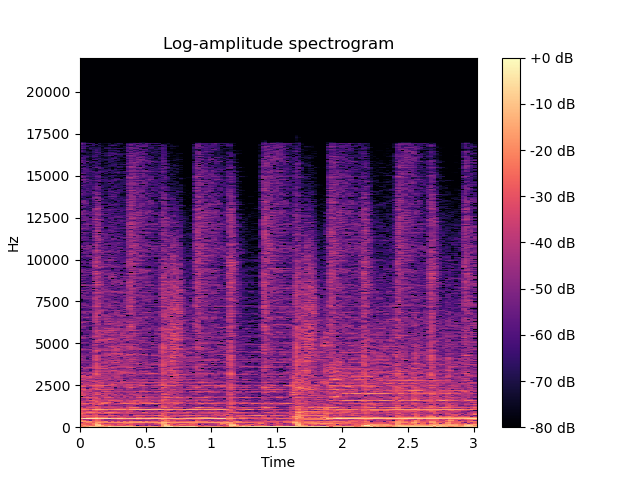 Log-amplitude spectrogram
Hz
20000
17500
15000
12500
10000
7500
5000
2500
0
0 0.5 1 1.5 2 2.5 3
Time
+0 dB
-10 dB
-20 dB
-30 dB
-40 dB
-50 dB
-60 dB
-70 dB
-80 dB